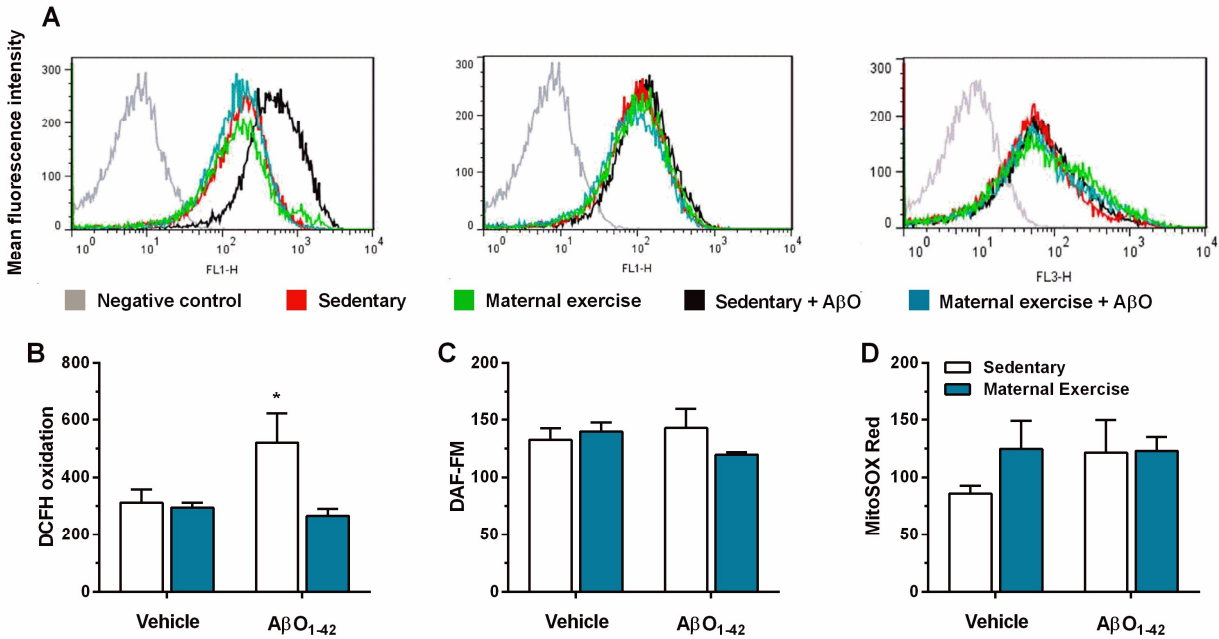 A
Mean fluorescence intensity
300
200
100
0
10^0 10^1 10^2 10^3 10^4
FL1-H
300
200
100
0
10^0 10^1 10^2 10^3 10^4
FL1-H
300
200
100
0
10^0 10^1 10^2 10^3 10^4
FL3-H
Negative control Sedentary Maternal exercise Sedentary + AβO Maternal exercise + AβO
B
DCFH oxidation
800
600
400
200
0
*
Vehicle AβO1-42
C
DAF-FM
200
150
100
50
0
Vehicle AβO1-42
D
MitoSOX Red
200
150
100
50
0
Sedentary
Maternal Exercise
Vehicle AβO1-42